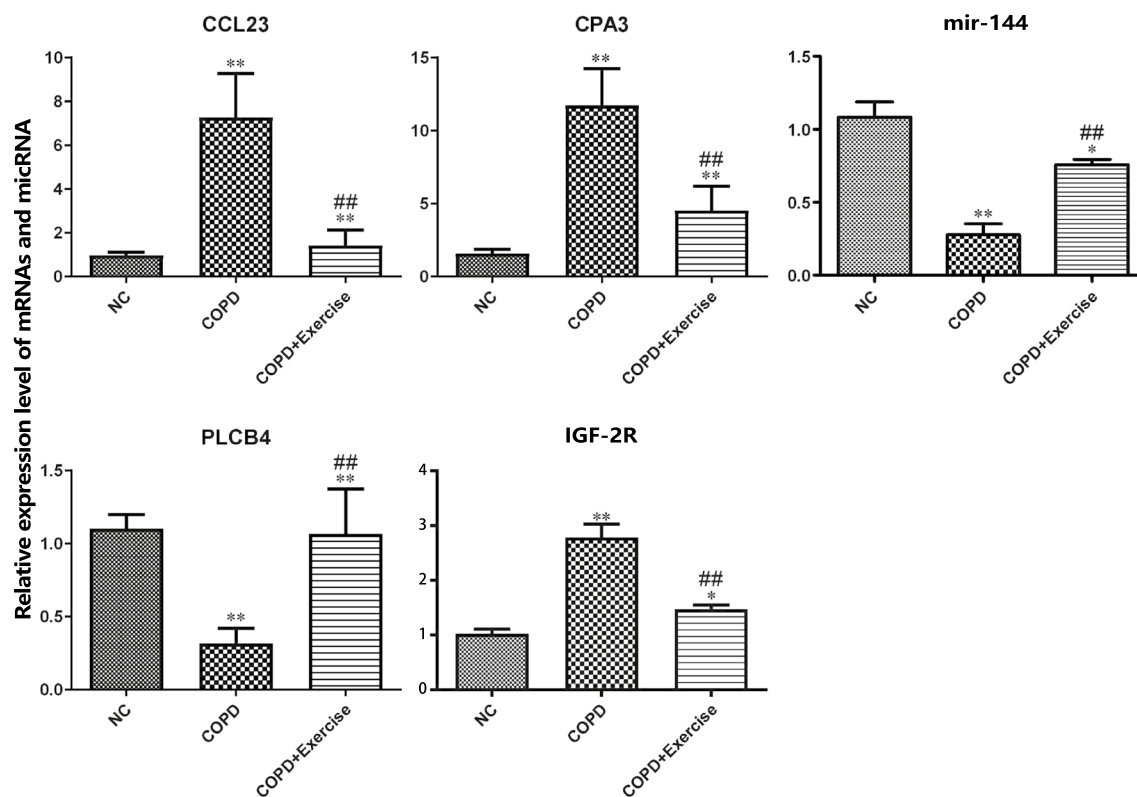 Relative expression level of mRNAs and micRNA
CCL23
10
8
6
4
2
0
**
##
**
NC
COPD
COPD+Exercise
CPA3
15
10
5
0
**
##
**
NC
COPD
COPD+Exercise
mir-144
1.5
1.0
0.5
0.0
**
##
*
NC
COPD
COPD+Exercise
PLCB4
1.5
1.0
0.5
0.0
**
##
**
NC
COPD
COPD+Exercise
IGF-2R
4
3
2
1
0
**
##
*
NC
COPD
COPD+Exercise